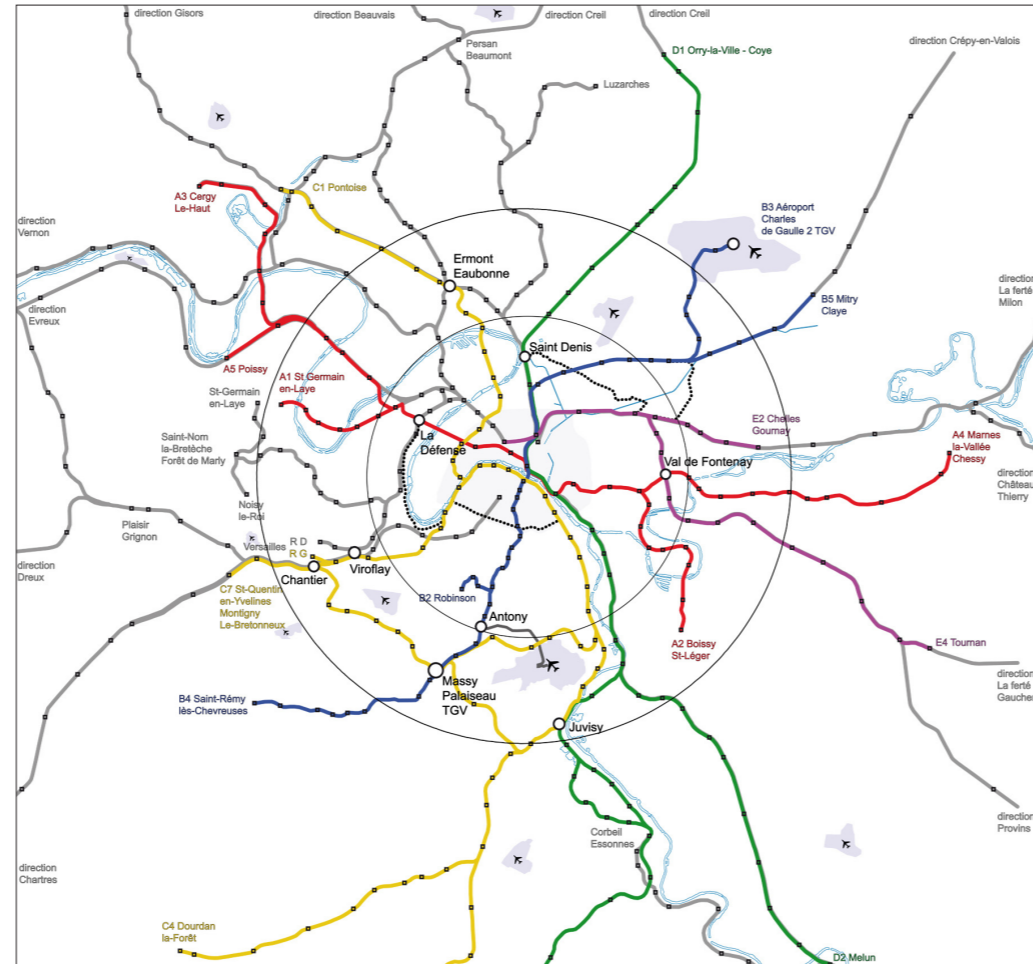 direction Gisors
direction Beauvais
direction Creil
direction Creil
Persan
Beaumont
D1 Orry-la-Ville - Coye
direction Crépy-en-Valois
Luzarches
C1 Pontoise
A3 Cergy
Le-Haut
B3 Aéroport
Charles
de Gaulle 2 TGV
direction
Vernon
Ermont
Eaubonne
direction
La ferté
Milon
B5 Mitry
Claye
direction
Evreux
Saint Denis
A5 Poissy
A1 St Germain
en-Laye
St-Germain
en-Laye
E2 Chelles
Gournay
La
Défense
A4 Marnes
la-Vallée
Chessy
Saint-Nom
la-Bretèche
Forêt de Marly
Val de Fontenay
direction
Château
Thierry
Noisy
le-Roi
Plaisir
Grignon
Versailles
R D
R G
Viroflay
direction
Dreux
Chantier
C7 St-Quentin
en-Yvelines
Montigny
Le-Bretonneux
B2 Robinson
Antony
A2 Boissy
St-Léger
E4 Tournan
Massy
Palaiseau
TGV
direction
La ferté
Gaucher
B4 Saint-Rémy
lès-Chevreuses
Juvisy
direction
Provins
Corbeil
Essonnes
direction
Chartres
C4 Dourdan
la-Forêt
D2 Melun